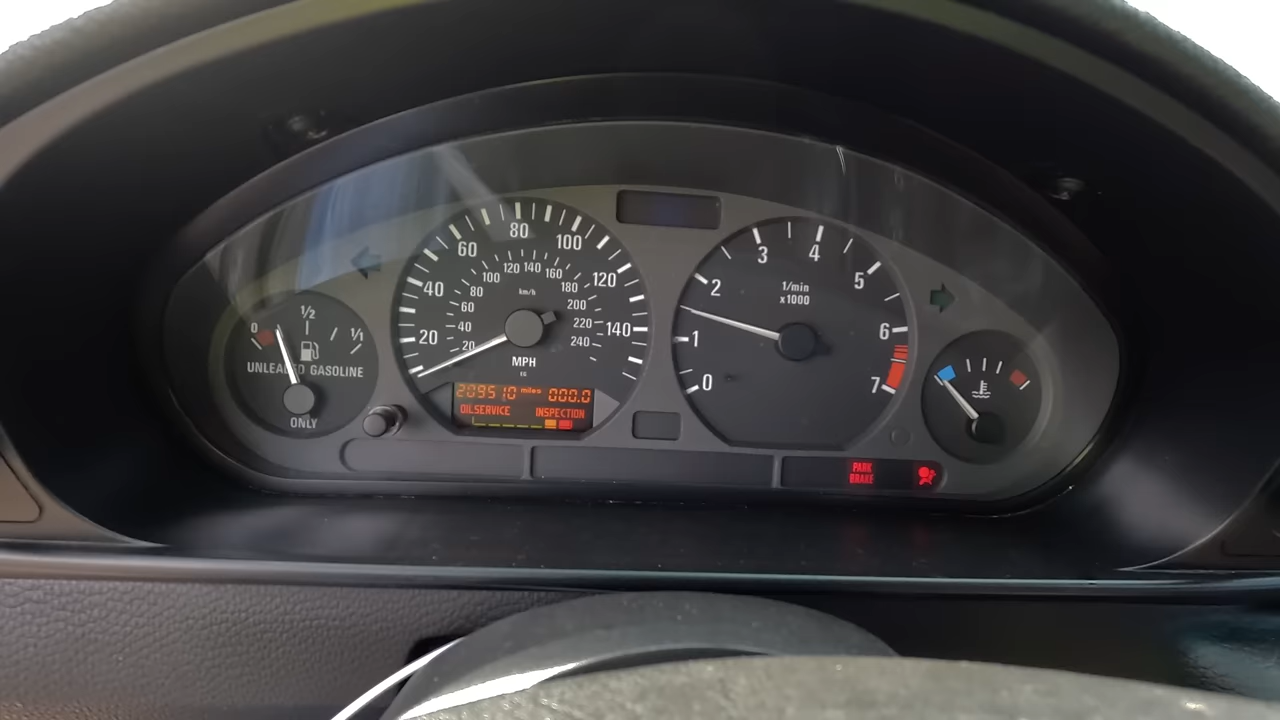 0 1/2 1/1
UNLEADED GASOLINE
ONLY
20 40 60 80 100 120 140
20 40 60 80 100 120 140 160 180 200 220 240
km/h
MPH
209510 miles 000.0
OILSERVICE INSPECTION
0 1 2 3 4 5 6 7
1/min
x1000
PARK
BRAKE